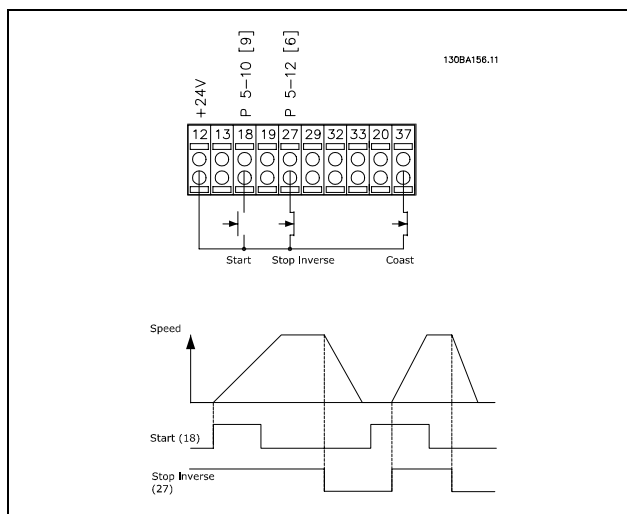 +24V
P 5-10 [9]
P 5-12 [6]
130BA156.11
12 13 18 19 27 29 32 33 20 37
Start Stop Inverse Coast
Speed
Start (18)
Stop Inverse
(27)